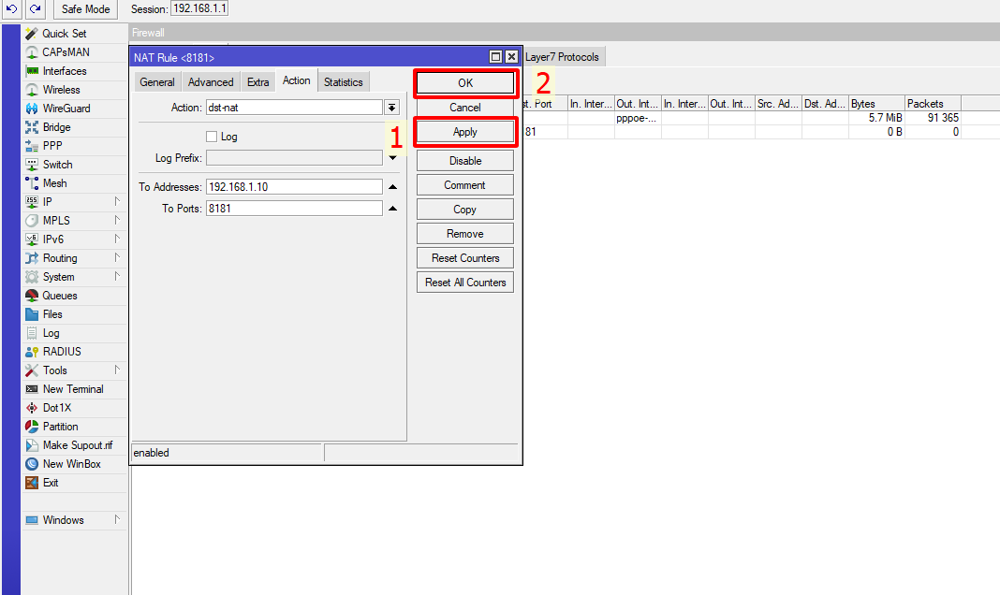 Safe Mode Session: 192.168.1.1
Quick Set
CAPsMAN
Interfaces
Wireless
WireGuard
Bridge
PPP
Switch
Mesh
IP
MPLS
IPv6
Routing
System
Queues
Files
Log
RADIUS
Tools
New Terminal
Dot1X
Partition
Make Supout.rif
New WinBox
Exit
Windows
Firewall
NAT Rule <8181>
General Advanced Extra Action Statistics
Action: dst-nat
Log
Log Prefix:
To Addresses: 192.168.1.10
To Ports: 8181
OK
Cancel
Apply
Disable
Comment
Copy
Remove
Reset Counters
Reset All Counters
1
2
enabled
Layer7 Protocols
st. Port In. Inter... Out. Int... In. Inter... Out. Int... Src. Ad... Dst. Ad... Bytes Packets
pppoe-... 5.7 MiB 91 365
81 0 B 0